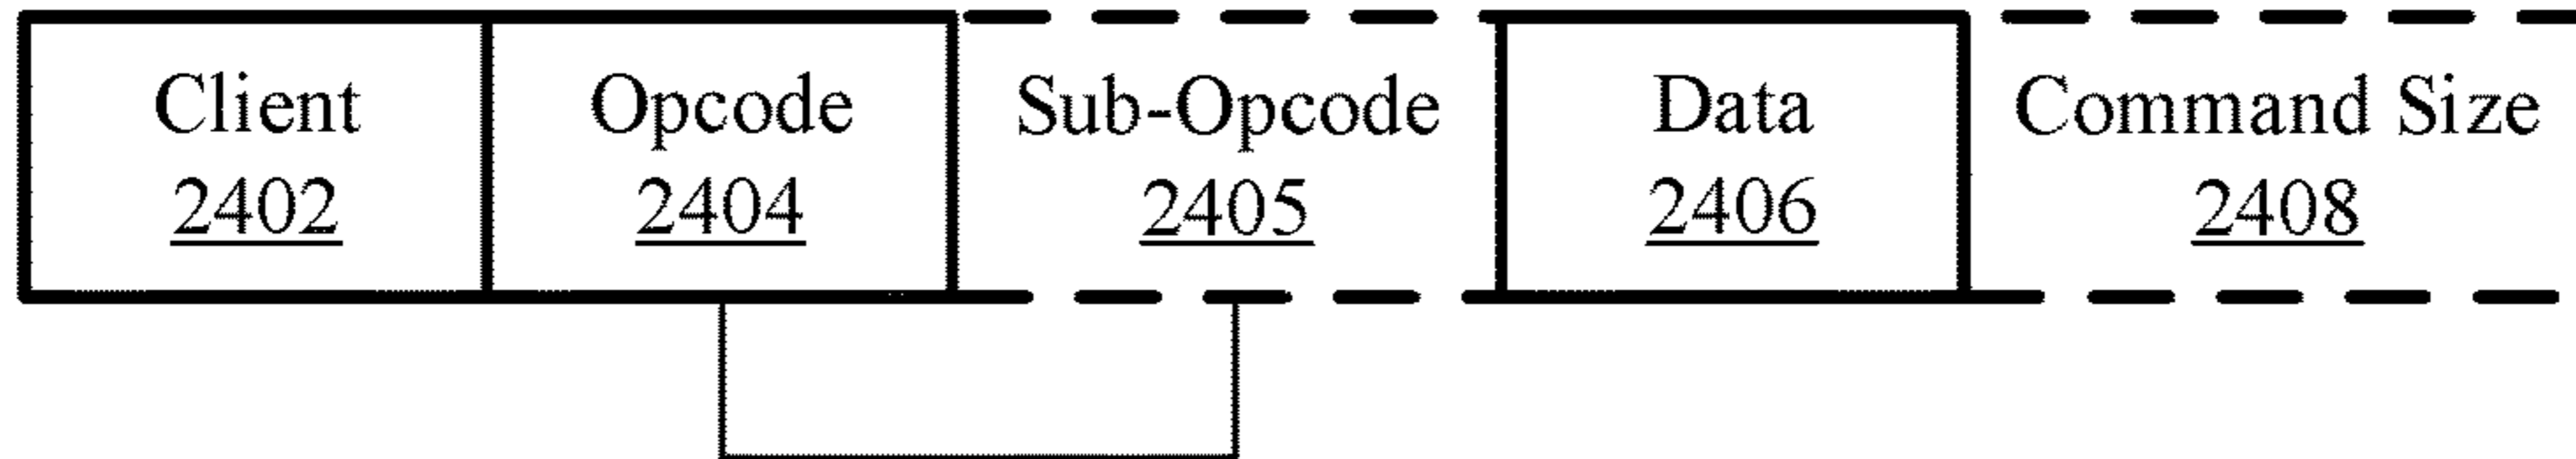 Client Opcode Sub-Opcode Data Command Size
2402 2404 2405 2406 2408